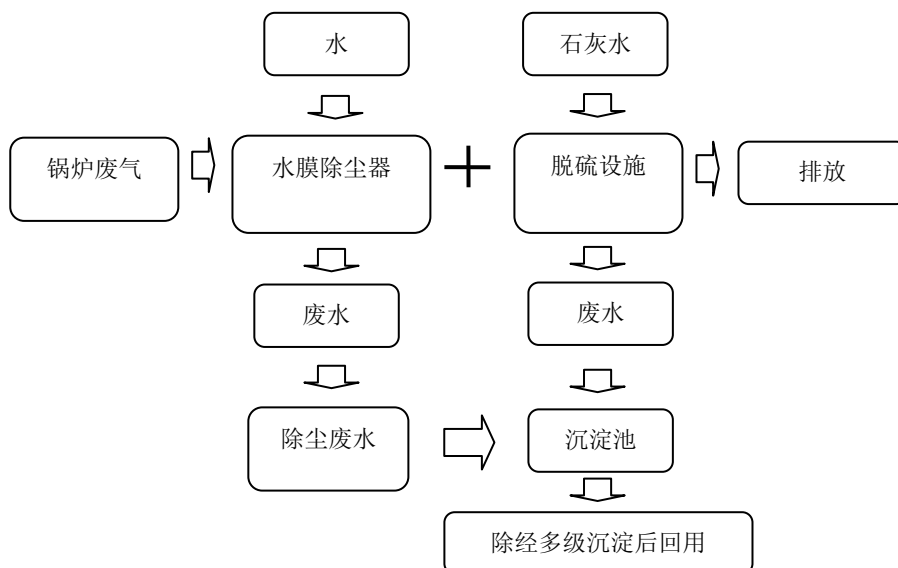 水
石灰水
锅炉废气
水膜除尘器
脱硫设施
排放
废水
废水
除尘废水
沉淀池
除经多级沉淀后回用